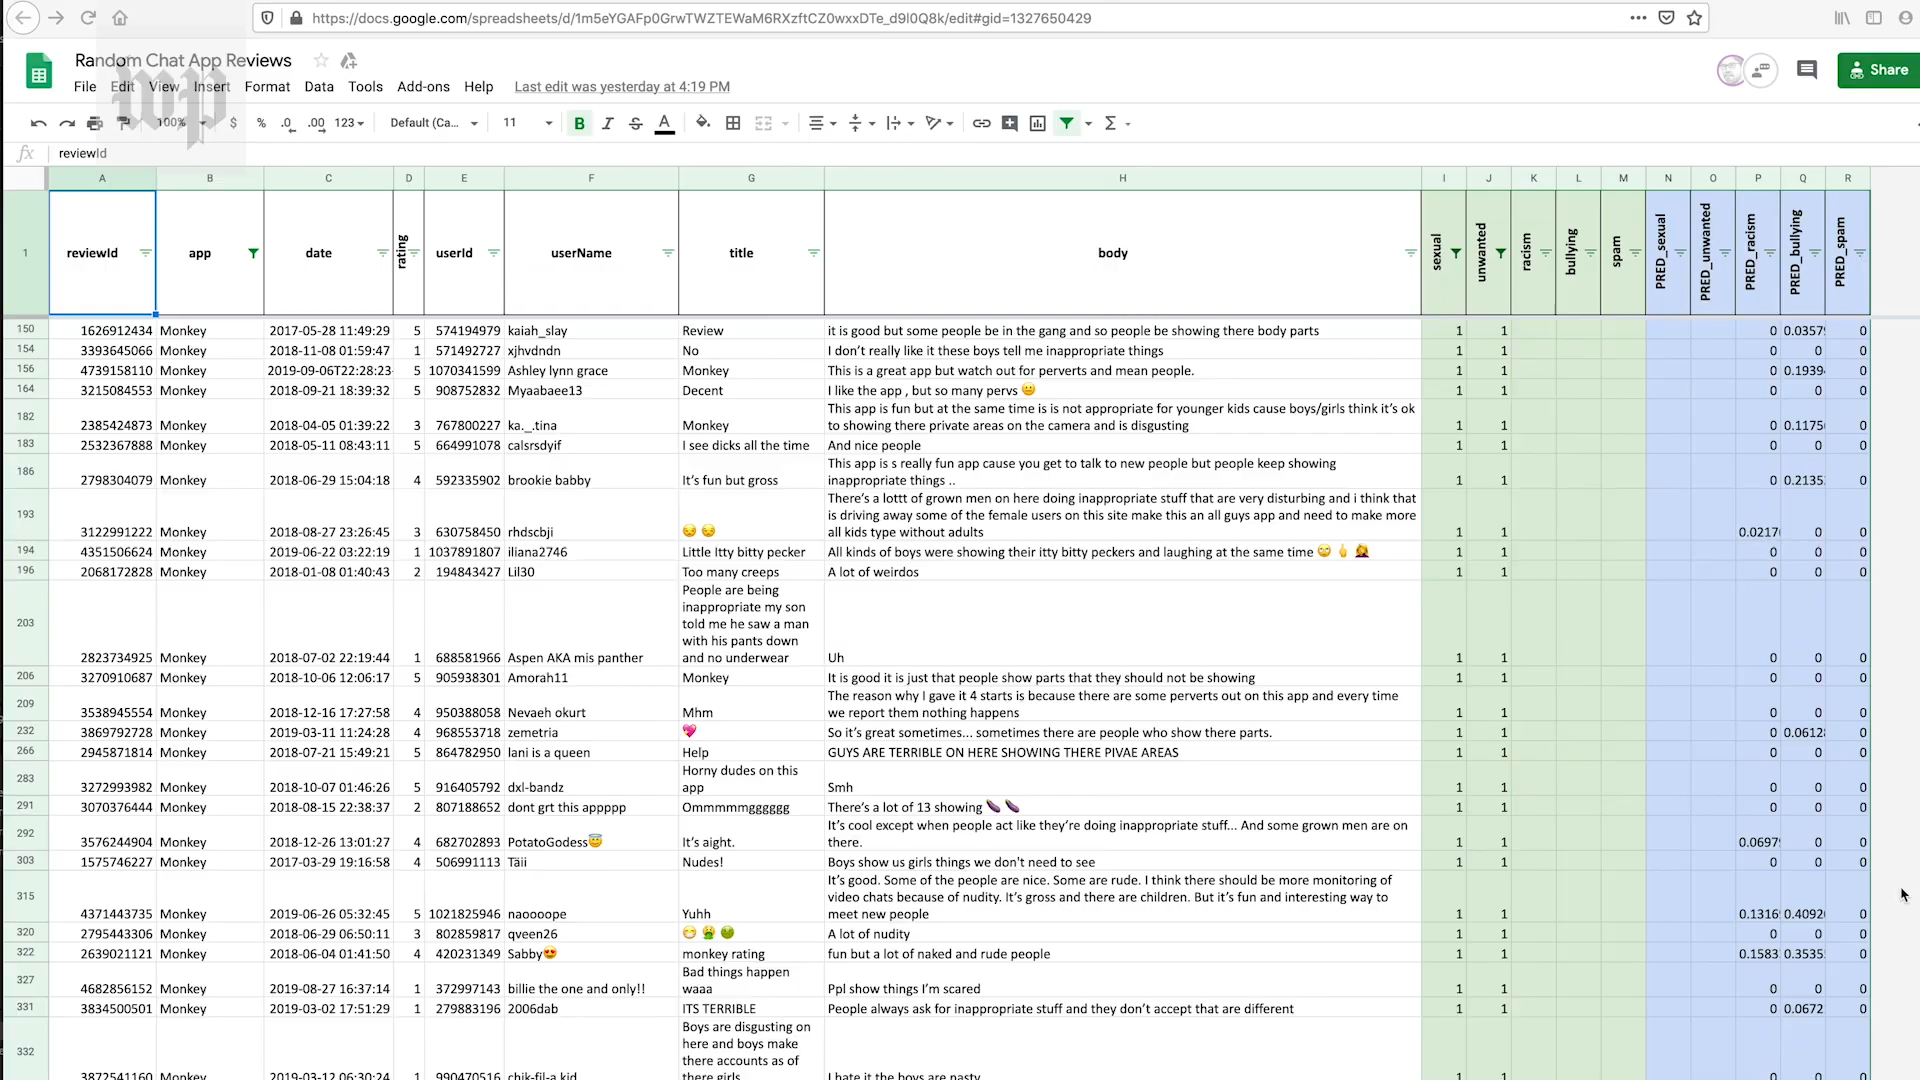 https://docs.google.com/spreadsheets/d/1m5eYGAFp0GrwTWZTEWaM6RXzftCZ0wxxDTe_d9l0Q8k/edit#gid=1327650429
Random Chat App Reviews
File Edit View Insert Format Data Tools Add-ons Help Last edit was yesterday at 4:19 PM
Share
wp
100% $ % .0 .00 123 Default (Ca... 11 B I S A Σ
fx reviewId
A B C D E F G H I J K L M N O P Q R
1 reviewId app date rating userId userName title body sexual unwanted racism bullying spam PRED_sexual PRED_unwanted PRED_racism PRED_bullying PRED_spam
150 1626912434 Monkey 2017-05-28 11:49:29 5 574194979 kaiah_slay Review it is good but some people be in the gang and so people be showing there body parts 1 1 0 0.0357 0
154 3393645066 Monkey 2018-11-08 01:59:47 1 571492727 xjhvdndn No I don't really like it these boys tell me inappropriate things 1 1 0 0 0
156 4739158110 Monkey 2019-09-06T22:28:23- 5 1070341599 Ashley lynn grace Monkey This is a great app but watch out for perverts and mean people. 1 1 0 0.1939 0
164 3215084553 Monkey 2018-09-21 18:39:32 5 908752832 Myaabaee13 Decent I like the app , but so many pervs 😐 1 1 0 0 0
182 This app is fun but at the same time is is not appropriate for younger kids cause boys/girls think it's ok
2385424873 Monkey 2018-04-05 01:39:22 3 767800227 ka._.tina Monkey to showing there private areas on the camera and is disgusting 1 1 0 0.1175 0
183 2532367888 Monkey 2018-05-11 08:43:11 5 664991078 calsrsdyif I see dicks all the time And nice people 1 1 0 0 0
186 This app is s really fun app cause you get to talk to new people but people keep showing
2798304079 Monkey 2018-06-29 15:04:18 4 592335902 brookie babby It's fun but gross inappropriate things .. 1 1 0 0.2135 0
There's a lottt of grown men on here doing inappropriate stuff that are very disturbing and i think that
193 is driving away some of the female users on this site make this an all guys app and need to make more
3122991222 Monkey 2018-08-27 23:26:45 3 630758450 rhdscbji 😒 😒 all kids type without adults 1 1 0.0217 0 0
194 4351506624 Monkey 2019-06-22 03:22:19 1 1037891807 iliana2746 Little Itty bitty pecker All kinds of boys were showing their itty bitty peckers and laughing at the same time 1 1 0 0 0
196 2068172828 Monkey 2018-01-08 01:40:43 2 194843427 Lil30 Too many creeps A lot of weirdos 1 1 0 0 0
People are being
inappropriate my son
203 told me he saw a man
with his pants down
2823734925 Monkey 2018-07-02 22:19:44 1 688581966 Aspen AKA mis panther and no underwear Uh 1 1 0 0 0
206 3270910687 Monkey 2018-10-06 12:06:17 5 905938301 Amorah11 Monkey It is good it is just that people show parts that they should not be showing 1 1 0 0 0
209 The reason why I gave it 4 starts is because there are some perverts out on this app and every time
3538945554 Monkey 2018-12-16 17:27:58 4 950388058 Nevaeh okurt Mhm we report them nothing happens 1 1 0 0 0
232 3869792728 Monkey 2019-03-11 11:24:28 4 968553718 zemetria 💖 So it's great sometimes... sometimes there are people who show there parts. 1 1 0 0.0612 0
266 2945871814 Monkey 2018-07-21 15:49:21 5 864782950 lani is a queen Help GUYS ARE TERRIBLE ON HERE SHOWING THERE PIVAE AREAS 1 1 0 0 0
283 Horny dudes on this
3272993982 Monkey 2018-10-07 01:46:26 5 916405792 dxl-bandz app Smh 1 1 0 0 0
291 3070376444 Monkey 2018-08-15 22:38:37 2 807188652 dont grt this appppp Ommmmgggggg There's a lot of 13 showing 🍆 🍆 1 1 0 0 0
292 It's cool except when people act like they're doing inappropriate stuff... And some grown men are on
3576244904 Monkey 2018-12-26 13:01:27 4 682702893 PotatoGodess😇 It's aight. there. 1 1 0.0697 0 0
303 1575746227 Monkey 2017-03-29 19:16:58 4 506991113 Täii Nudes! Boys show us girls things we don't need to see 1 1 0 0 0
It's good. Some of the people are nice. Some are rude. I think there should be more monitoring of
315 video chats because of nudity. It's gross and there are children. But it's fun and interesting way to
4371443735 Monkey 2019-06-26 05:32:45 5 1021825946 naoooope Yuhh meet new people 1 1 0.1316 0.4092 0
320 2795443306 Monkey 2018-06-29 06:50:11 3 802859817 qveen26 A lot of nudity 1 1 0 0 0
322 2639021121 Monkey 2018-06-04 01:41:50 4 420231349 Sabby😍 monkey rating fun but a lot of naked and rude people 1 1 0.1583 0.3535 0
327 Bad things happen
4682856152 Monkey 2019-08-27 16:37:14 1 372997143 billie the one and only!! waaa Ppl show things I'm scared 1 1 0 0 0
331 3834500501 Monkey 2019-03-02 17:51:29 1 279883196 2006dab ITS TERRIBLE People always ask for inappropriate stuff and they don't accept that are different 1 1 0 0.0672 0
Boys are disgusting on
332 here and boys make
there accounts as of
3872541160 Monkey 2019-03-12 06:30:24 1 990470516 chik-fil-a kid there girls I hate it the boys are nasty 1 1 0 0 0